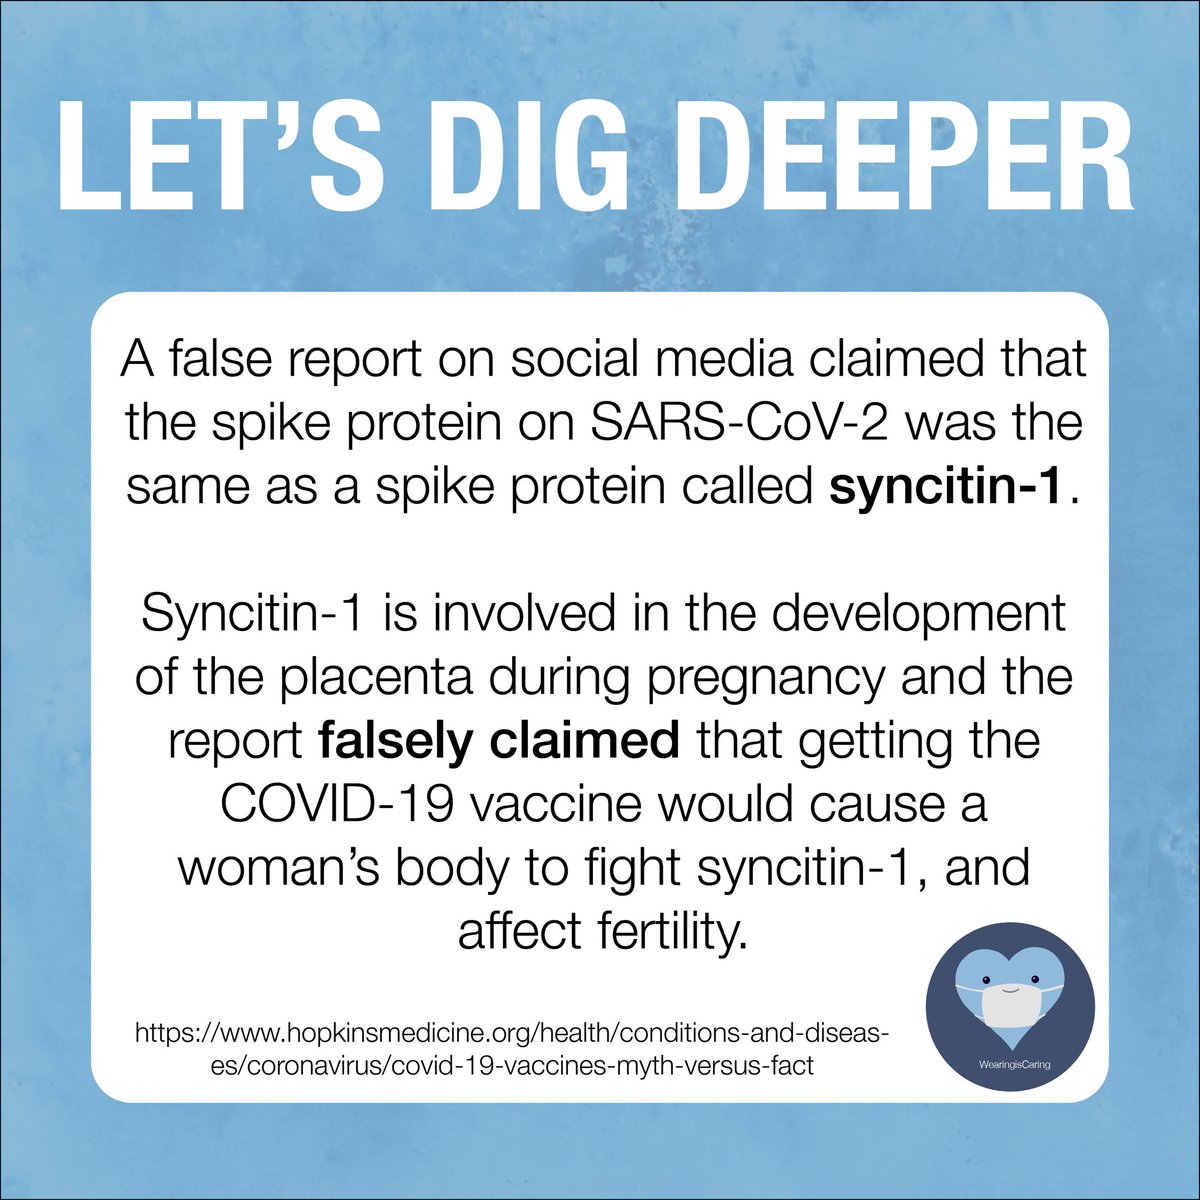 LET’S DIG DEEPER
A false report on social media claimed that
the spike protein on SARS-CoV-2 was the
same as a spike protein called syncitin-1.
Syncitin-1 is involved in the development
of the placenta during pregnancy and the
report falsely claimed that getting the
COVID-19 vaccine would cause a
woman’s body to fight syncitin-1, and
affect fertility.
https://www.hopkinsmedicine.org/health/conditions-and-diseas-
es/coronavirus/covid-19-vaccines-myth-versus-fact
WearingisCaring